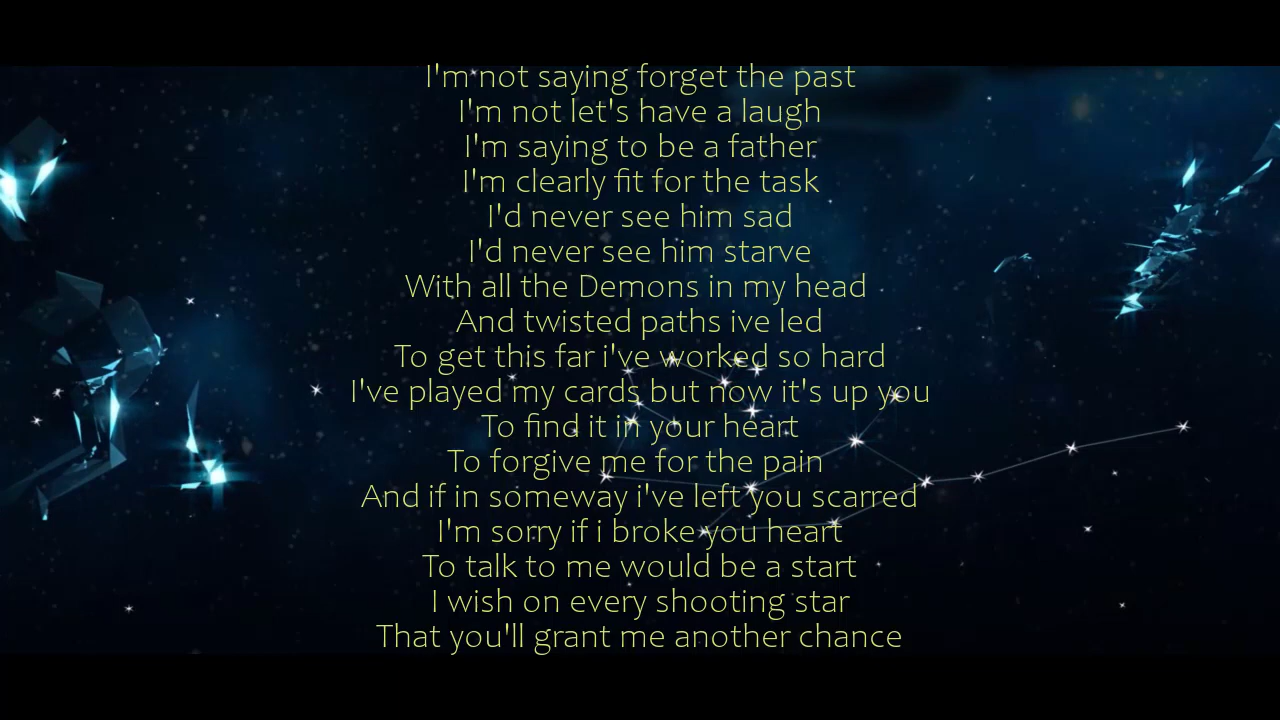 I'm not saying forget the past
I'm not let's have a laugh
I'm saying to be a father
I'm clearly fit for the task
I'd never see him sad
I'd never see him starve
With all the Demons in my head
And twisted paths ive led
To get this far i've worked so hard
I've played my cards but now it's up you
To find it in your heart
To forgive me for the pain
And if in someway i've left you scarred
I'm sorry if i broke you heart
To talk to me would be a start
I wish on every shooting star
That you'll grant me another chance